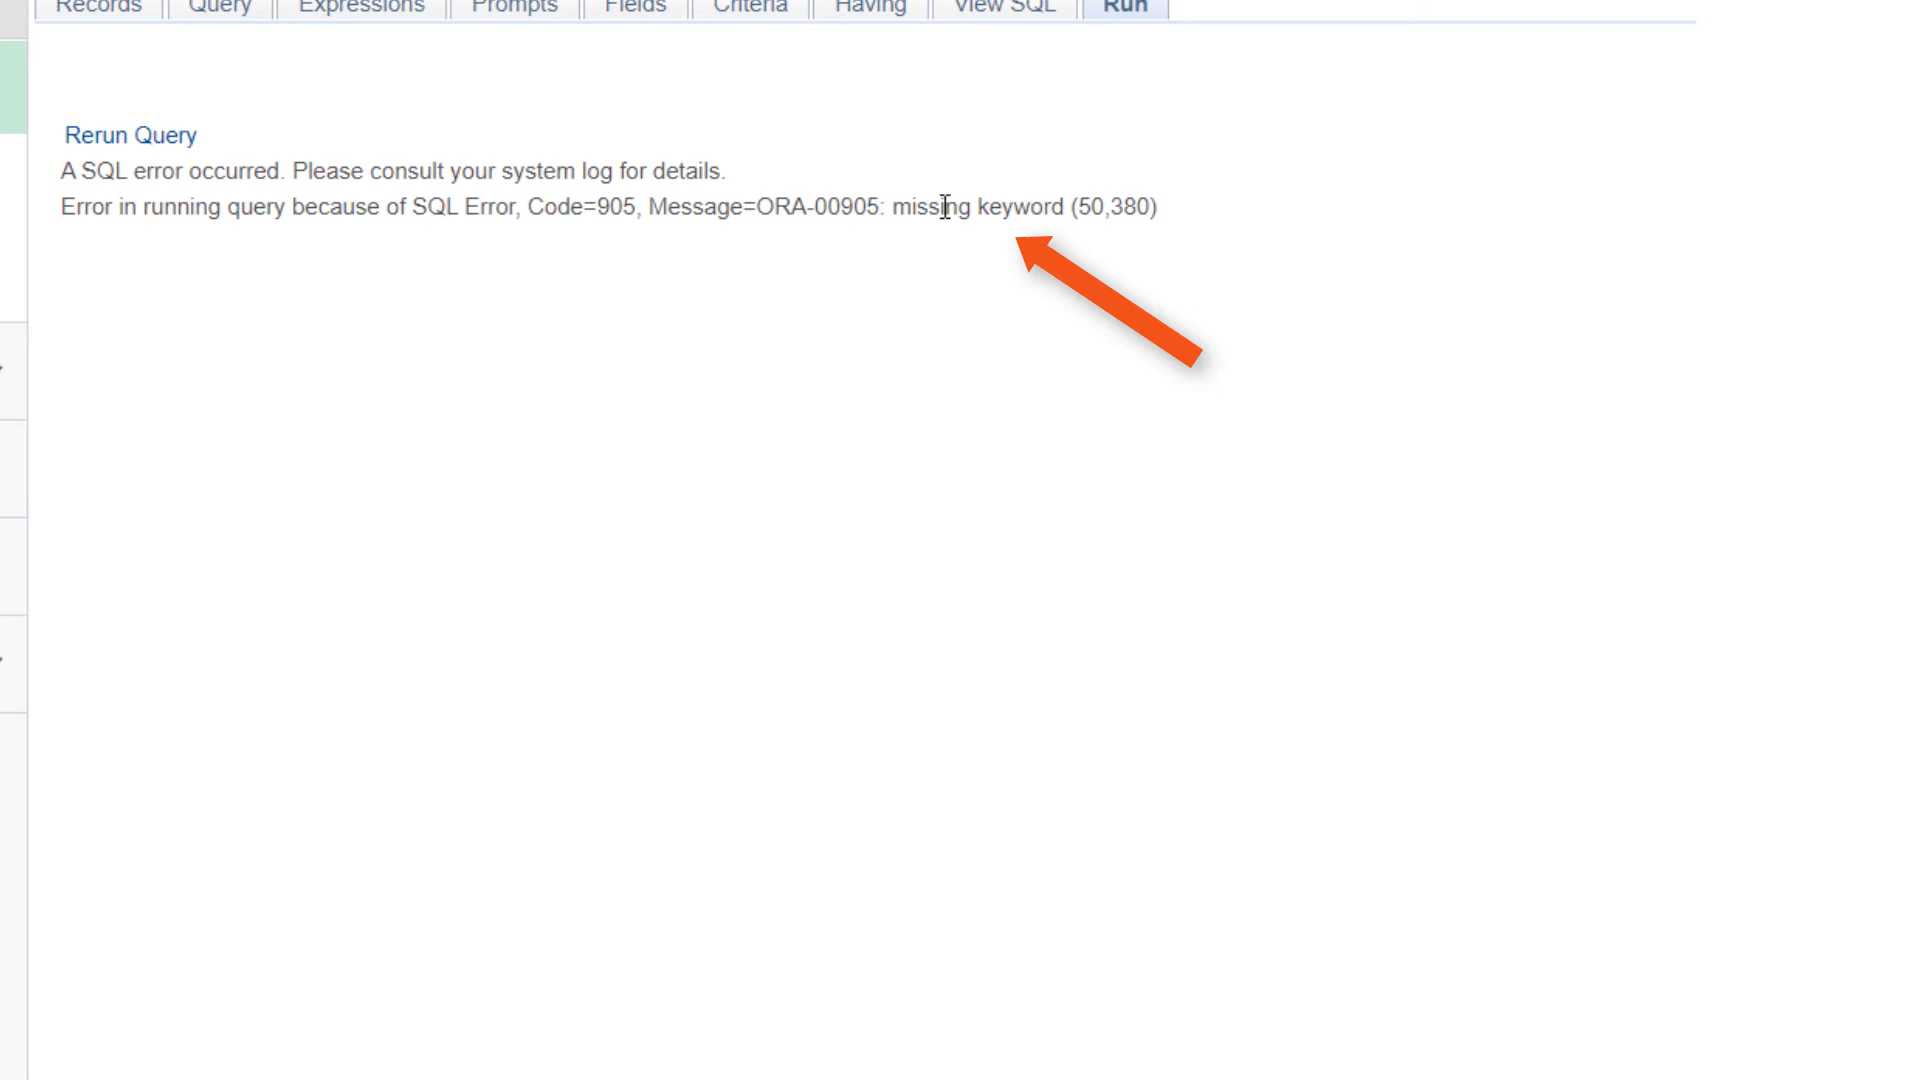 Records Query Expressions Prompts Fields Criteria Having View SQL Run
Rerun Query
A SQL error occurred. Please consult your system log for details.
Error in running query because of SQL Error, Code=905, Message=ORA-00905: missing keyword (50,380)